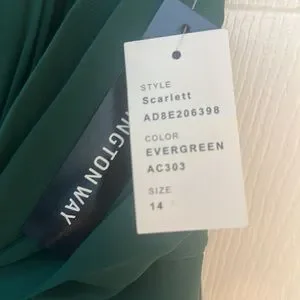 STYLE
Scarlett
AD8E206398
COLOR
EVERGREEN
AC303
SIZE
14
NGTON WAY